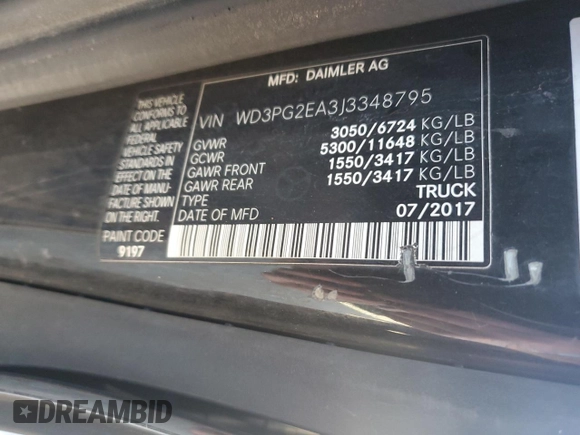 MFD: DAIMLER AG
THIS VEHICLE
CONFORMS TO
ALL APPLICABLE
FEDERAL
VEHICLE SAFETY
STANDARDS IN
EFFECT ON THE
DATE OF MANU-
FACTURE SHOWN
ON THE RIGHT.
PAINT CODE
9197
VIN WD3PG2EA3J3348795
GVWR 3050/6724 KG/LB
GCWR 5300/11648 KG/LB
GAWR FRONT 1550/3417 KG/LB
GAWR REAR 1550/3417 KG/LB
TYPE TRUCK
DATE OF MFD 07/2017
DREAMBID